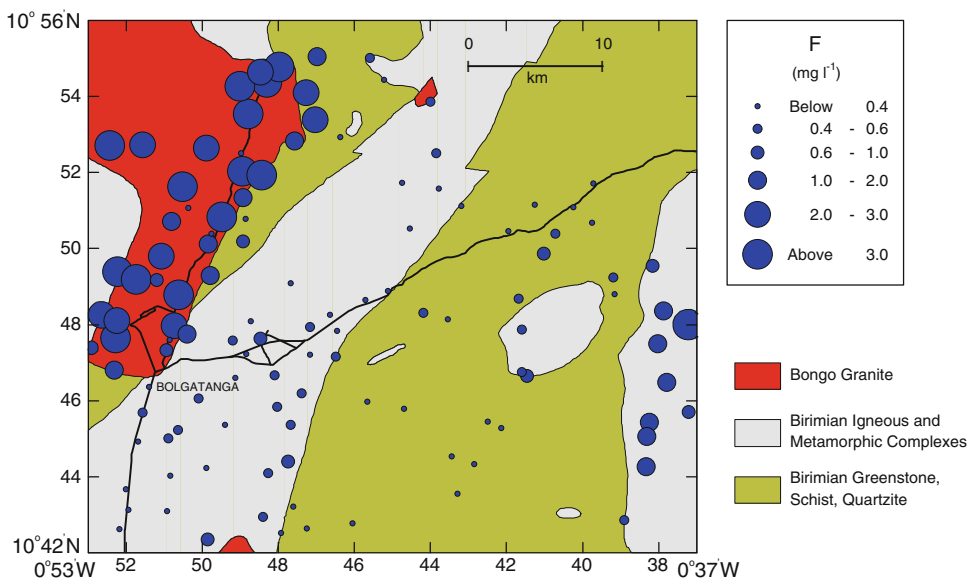 10° 56'N
54
52
50
48
46
44
10° 42'N
0° 53'W
52
50
48
46
44
42
40
38
0° 37'W
0 10
km
BOLGATANGA
F
(mg l⁻¹)
Below 0.4
0.4 - 0.6
0.6 - 1.0
1.0 - 2.0
2.0 - 3.0
Above 3.0
Bongo Granite
Birimian Igneous and
Metamorphic Complexes
Birimian Greenstone,
Schist, Quartzite